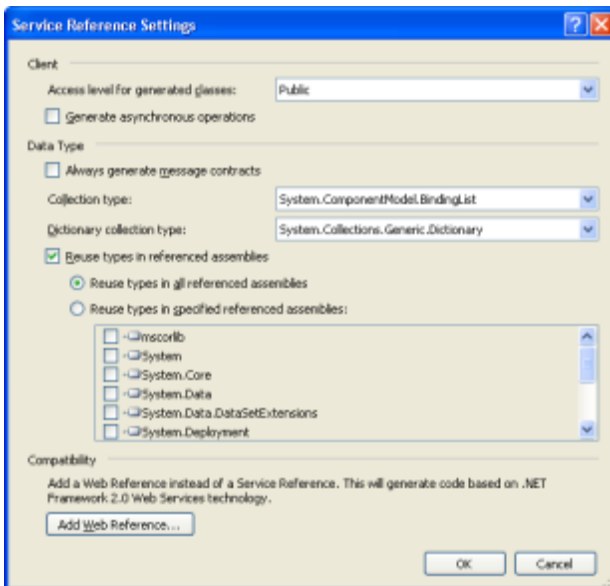 Service Reference Settings
Client
Access level for generated classes: Public
Generate asynchronous operations
Data Type
Always generate message contracts
Collection type: System.ComponentModel.BindingList
Dictionary collection type: System.Collections.Generic.Dictionary
Reuse types in referenced assemblies
Reuse types in all referenced assemblies
Reuse types in specified referenced assemblies:
mscorlib
System
System.Core
System.Data
System.Data.DataSetExtensions
System.Deployment
Compatibility
Add a Web Reference instead of a Service Reference. This will generate code based on .NET
Framework 2.0 Web Services technology.
Add Web Reference...
OK Cancel